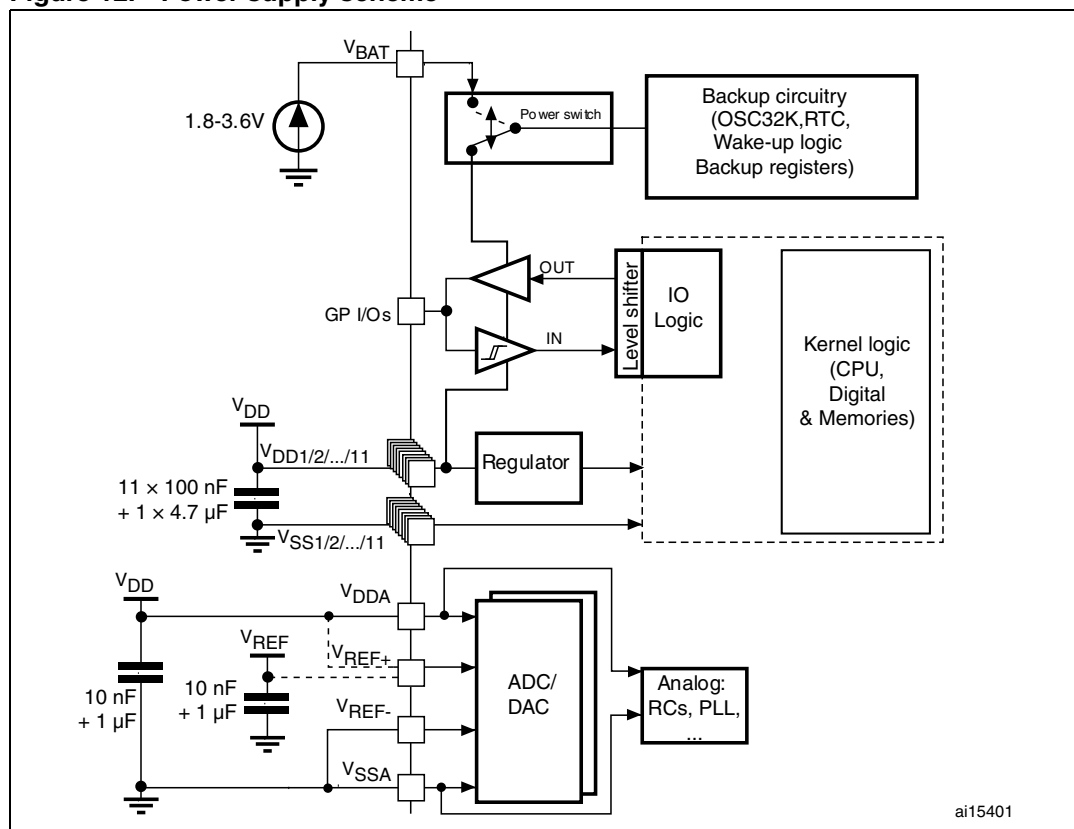 Figure 12. Power supply scheme
VBAT
1.8-3.6V
Power switch
Backup circuitry
(OSC32K,RTC,
Wake-up logic
Backup registers)
GP I/Os
OUT
IN
Level shifter
IO
Logic
Kernel logic
(CPU,
Digital
& Memories)
VDD
VDD1/2/.../11
Regulator
11 × 100 nF
+ 1 × 4.7 µF
VSS1/2/.../11
VDD
VDDA
VREF
VREF+
10 nF
+ 1 µF
10 nF
+ 1 µF
VREF-
VSSA
ADC/
DAC
Analog:
RCs, PLL,
...
ai15401